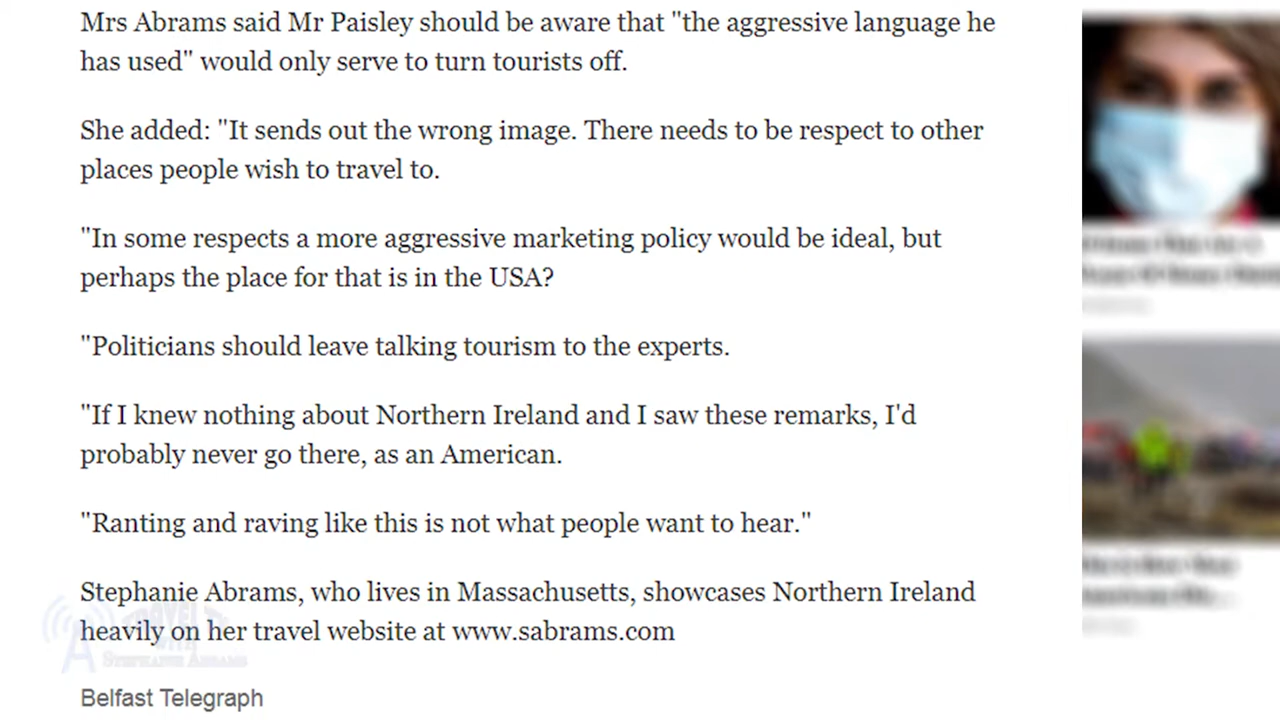 Mrs Abrams said Mr Paisley should be aware that "the aggressive language he
has used" would only serve to turn tourists off.
She added: "It sends out the wrong image. There needs to be respect to other
places people wish to travel to.
"In some respects a more aggressive marketing policy would be ideal, but
perhaps the place for that is in the USA?
"Politicians should leave talking tourism to the experts.
"If I knew nothing about Northern Ireland and I saw these remarks, I'd
probably never go there, as an American.
"Ranting and raving like this is not what people want to hear."
Stephanie Abrams, who lives in Massachusetts, showcases Northern Ireland
heavily on her travel website at www.sabrams.com
Belfast Telegraph
TRAVEL
WITH
STEPHANIE ABRAMS